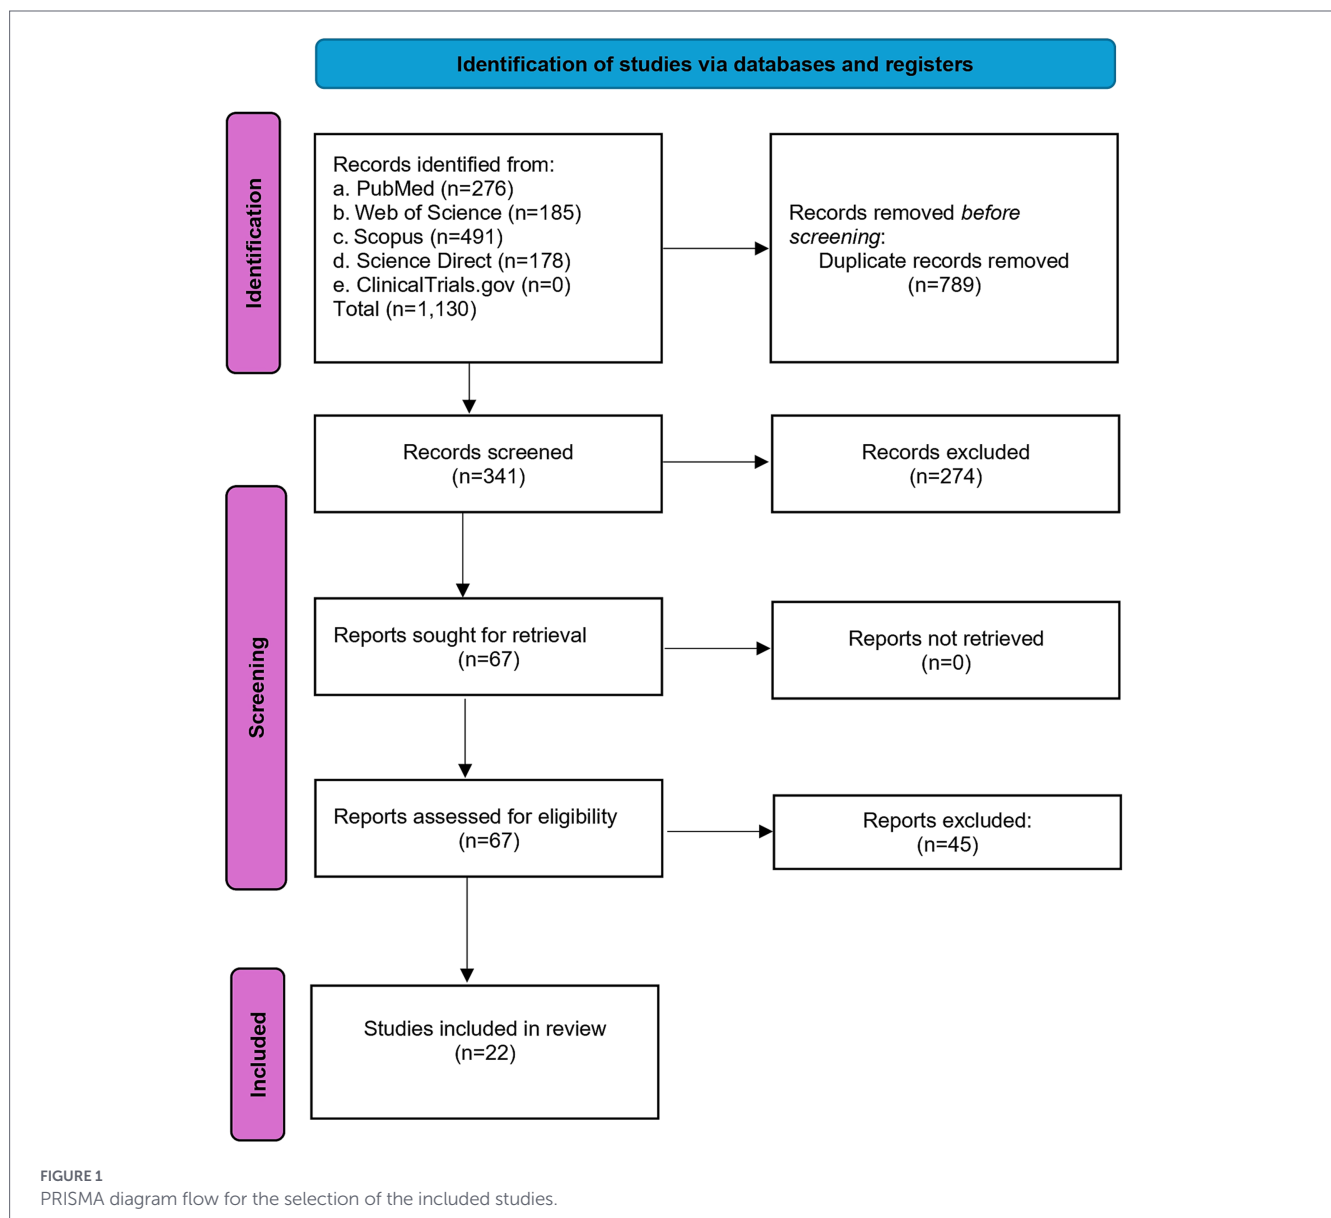 Identification of studies via databases and registers
Identification
Records identified from:
a. PubMed (n=276)
b. Web of Science (n=185)
c. Scopus (n=491)
d. Science Direct (n=178)
e. ClinicalTrials.gov (n=0)
Total (n=1,130)
Records removed before
screening:
Duplicate records removed
(n=789)
Screening
Records screened
(n=341)
Records excluded
(n=274)
Reports sought for retrieval
(n=67)
Reports not retrieved
(n=0)
Reports assessed for eligibility
(n=67)
Reports excluded:
(n=45)
Included
Studies included in review
(n=22)
FIGURE 1
PRISMA diagram flow for the selection of the included studies.